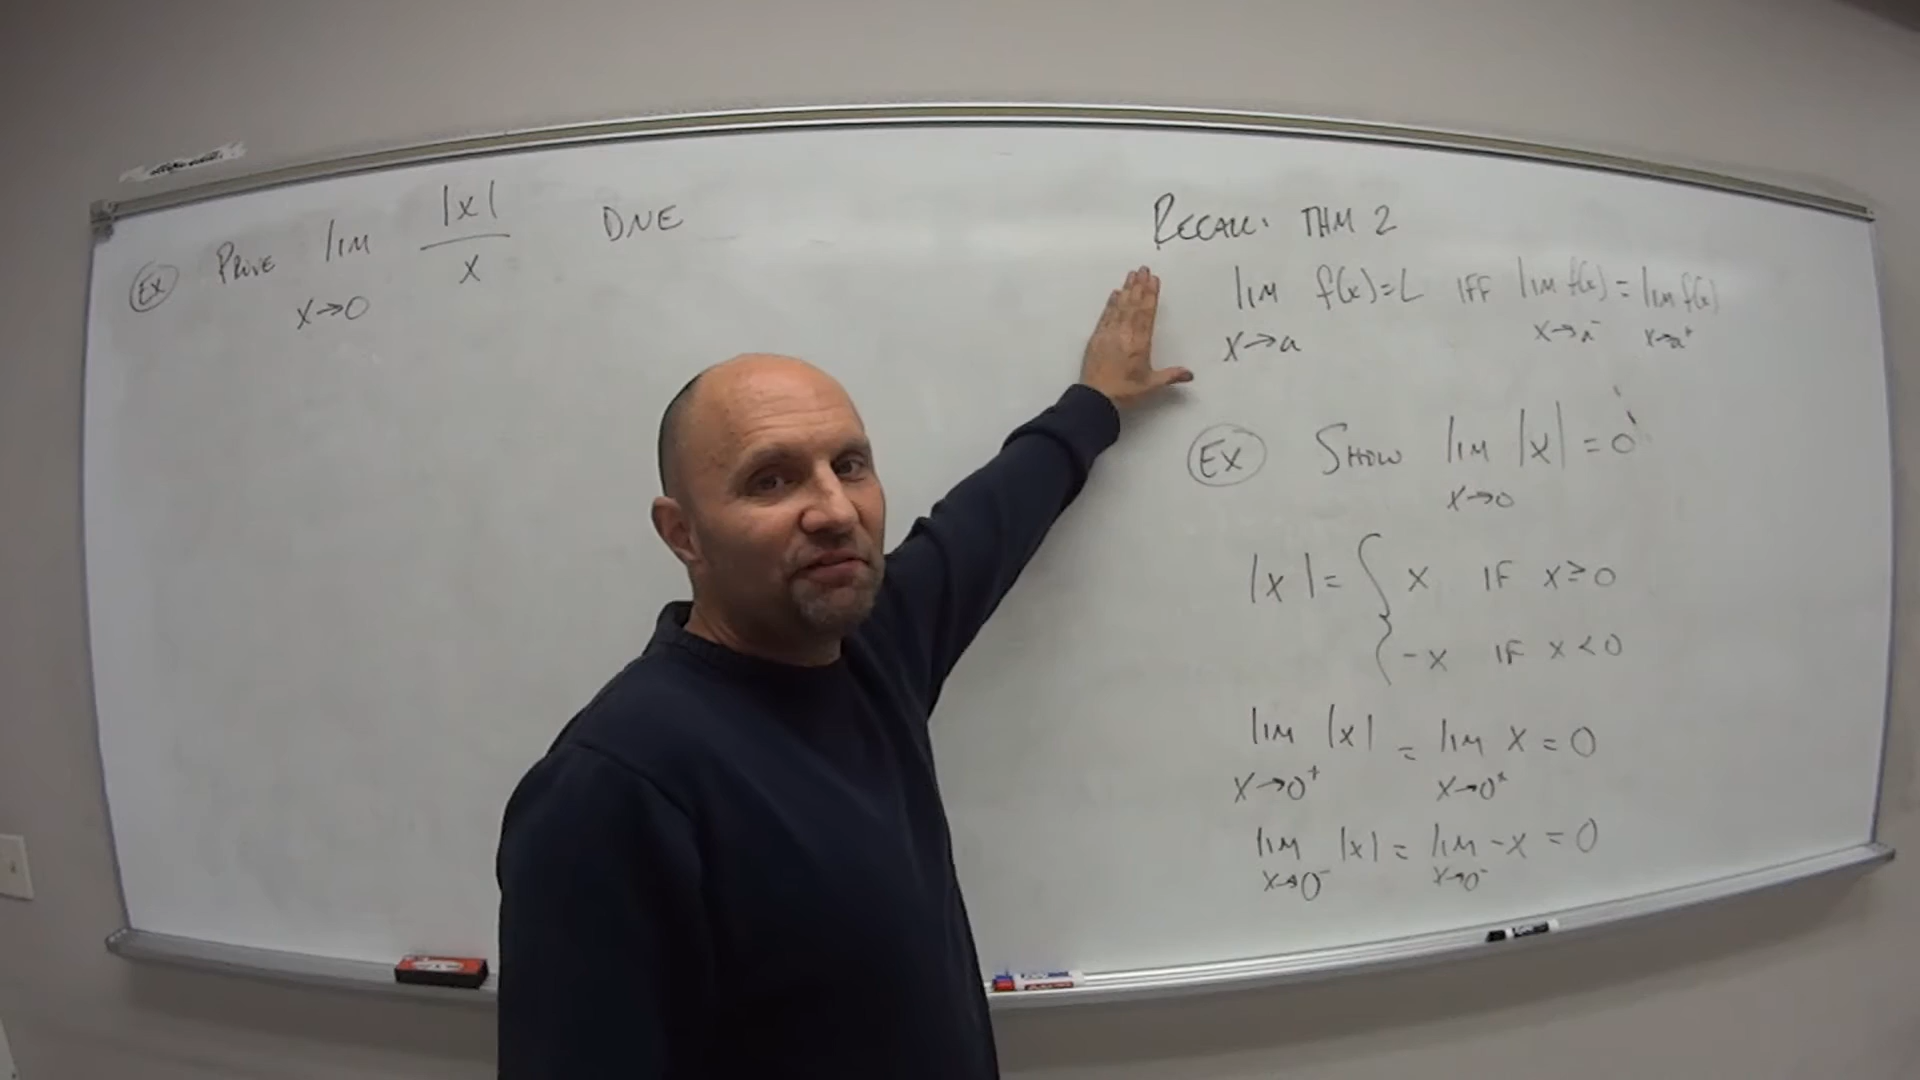 Ex PROVE lim x→0 |x|/x DNE
RECALL: THM 2
lim x→a f(x)=L IFF lim x→a⁻ f(x) = lim x→a⁺ f(x)
Ex SHOW lim x→0 |x| = 0
|x| = { x IF x≥0
-x IF x<0
lim x→0⁺ |x| = lim x→0⁺ x = 0
lim x→0⁻ |x| = lim x→0⁻ -x = 0